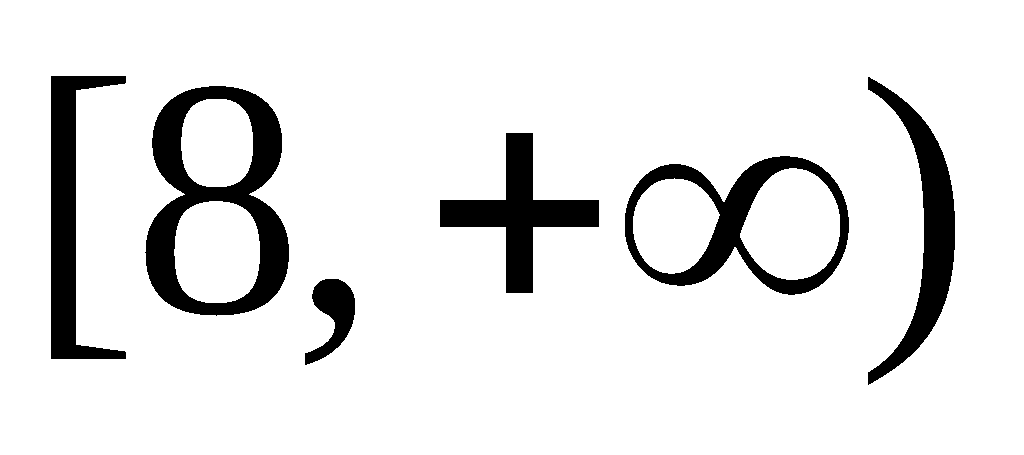 [8, +∞)